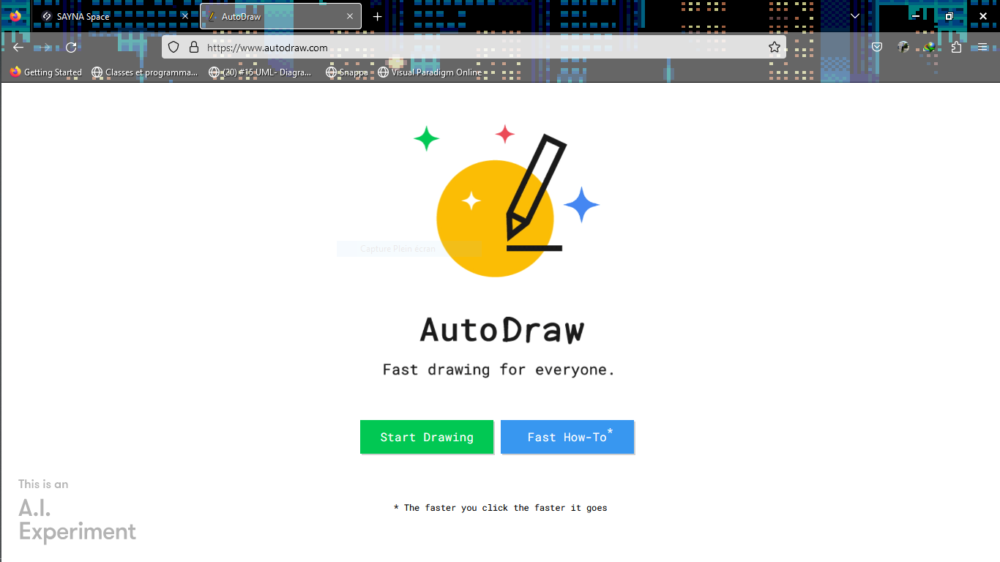 SAYNA Space
AutoDraw
https://www.autodraw.com
Getting Started
Classes et programma...
(20) #15 UML - Diagra...
Snappa
Visual Paradigm Online
Capture Plein écran
AutoDraw
Fast drawing for everyone.
Start Drawing
Fast How-To*
* The faster you click the faster it goes
This is an
A.I.
Experiment